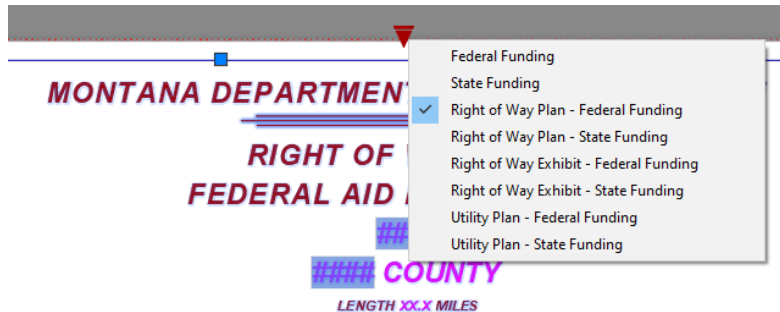 Federal Funding
State Funding
Right of Way Plan - Federal Funding
Right of Way Plan - State Funding
Right of Way Exhibit - Federal Funding
Right of Way Exhibit - State Funding
Utility Plan - Federal Funding
Utility Plan - State Funding
MONTANA
RIGHT OF
FEDERAL AID
#### COUNTY
LENGTH XX.X MILES